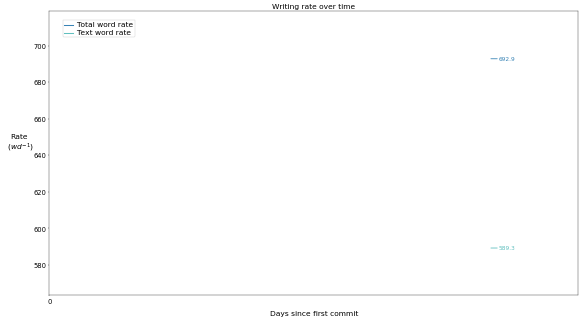 Writing rate over time
Total word rate
Text word rate
700
680
660
640
620
600
580
Rate
(wd⁻¹)
692.9
589.3
0
Days since first commit